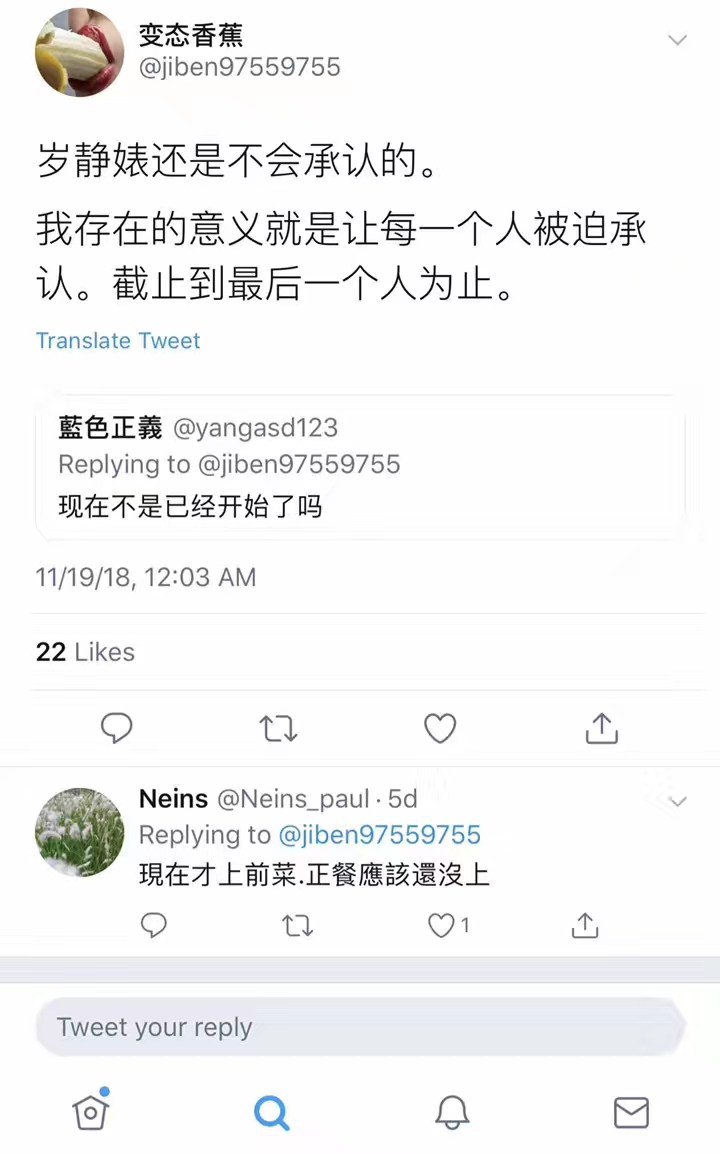 变态香蕉
@jiben97559755
岁静婊还是不会承认的。
我存在的意义就是让每一个人被迫承
认。截止到最后一个人为止。
Translate Tweet
藍色正義 @yangasd123
Replying to @jiben97559755
现在不是已经开始了吗
11/19/18, 12:03 AM
22 Likes
Neins @Neins_paul · 5d
Replying to @jiben97559755
現在才上前菜.正餐應該還沒上
1
Tweet your reply